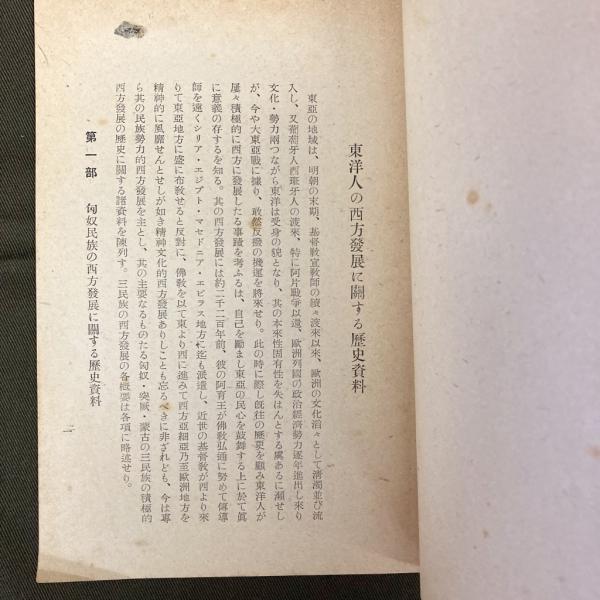 東洋人の西方發展に關する歷史資料
東亞の地域は、明朝の末期、基督敎宣敎師の續々渡來以來、歐洲の文化滔々として淸濁並び流
入し、又葡萄牙人西班牙人の渡來、特に阿片戰爭以還、歐洲列國の政治經濟勢力逐年進出し來り
文化・勢力兩つながら東洋は受身の貌となり、其の本來性固有性を失はんとする虞あるに瀕せし
が、今や大東亞戰に據り、敢然反撥の機運を將來せり。此の時に際し旣往の歷史を顧み東洋人が
屢々積極的に西方に發展したる事蹟を考ふるは、自己を勵まし東亞の民心を鼓舞する上に於て眞
に意義の存するを知る。其の西方發展には約二千二百年前、彼の阿育王が佛敎弘通に努めて傳導
師を遠くシリア・エジプト・マセドニア・エピラス地方に迄も派遣し、近世の基督敎が西より來
りて東亞地方に盛に布敎せると反對に、佛敎を以て東より西に進みて西方亞細亞乃至歐洲地方を
精神的に風靡せんとせしが如き精神文化的西方發展ありしことも忘るべきに非ざれども、今は專
ら其の民族勢力的西方發展を主とし、其の主要なるものたる匈奴・突厥・蒙古の三民族の積極的
西方發展の歷史に關する諸資料を陳列す。三民族の西方發展の各槪要は各項に略述せり。
第一部 匈奴民族の西方發展に關する歷史資料
一